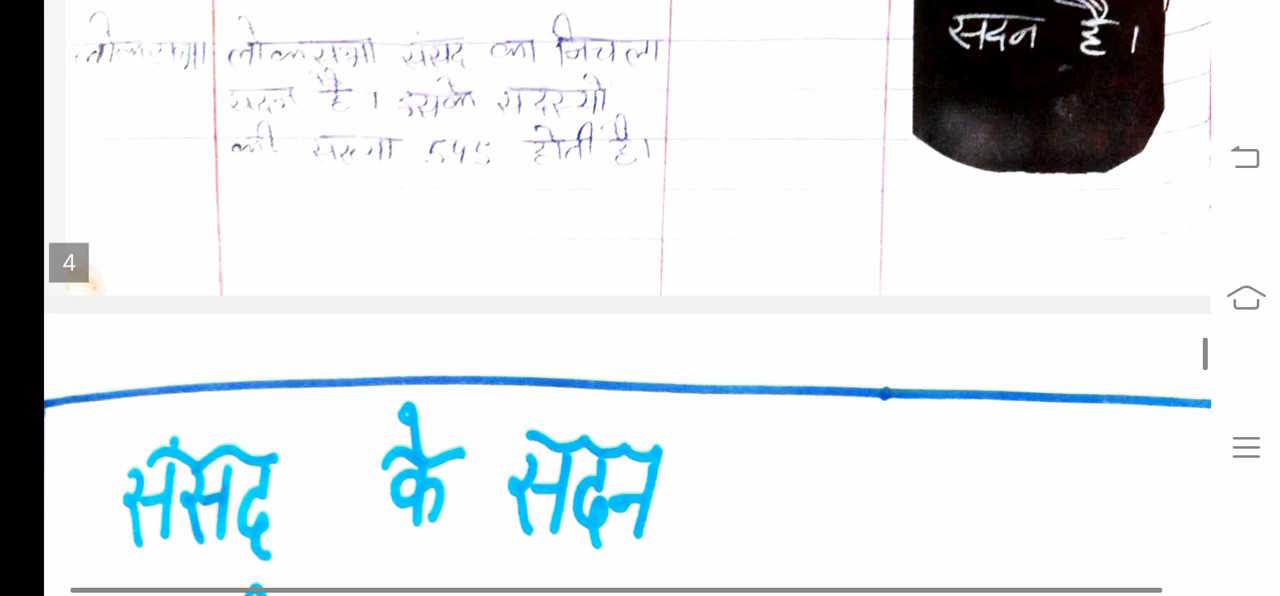 लोकसभा लोकसभा संसद का निचला
सदन है। इसके सदस्यो
की संख्या 545 होती है।
सदन है।
4
संसद के सदन